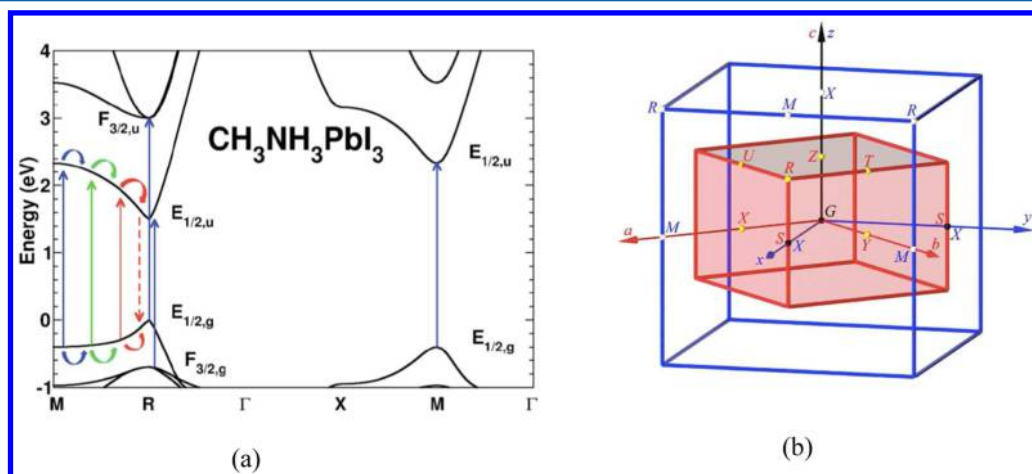 4
3
2
1
0
-1
Energy (eV)
F3/2,u
CH3NH3PbI3
E1/2,u
E1/2,u
E1/2,g
E1/2,g
F3/2,g
M R Γ X M Γ
(a)
c z
X
R M R
U Z T
R
G
a M X S X Y M b S X y
x
(b)